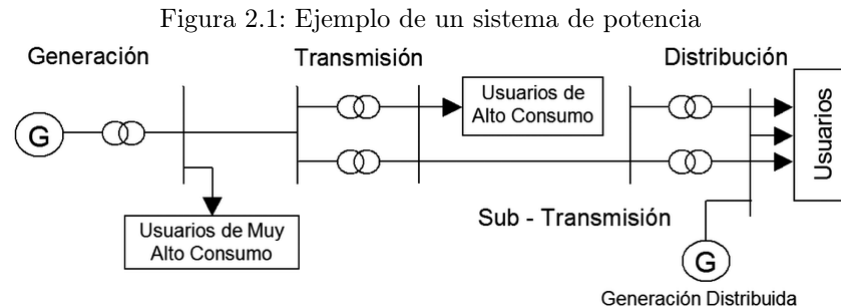 Figura 2.1: Ejemplo de un sistema de potencia
Generación
Transmisión
Distribución
G
Usuarios de
Alto Consumo
Usuarios
Usuarios de Muy
Alto Consumo
Sub - Transmisión
G
Generación Distribuida